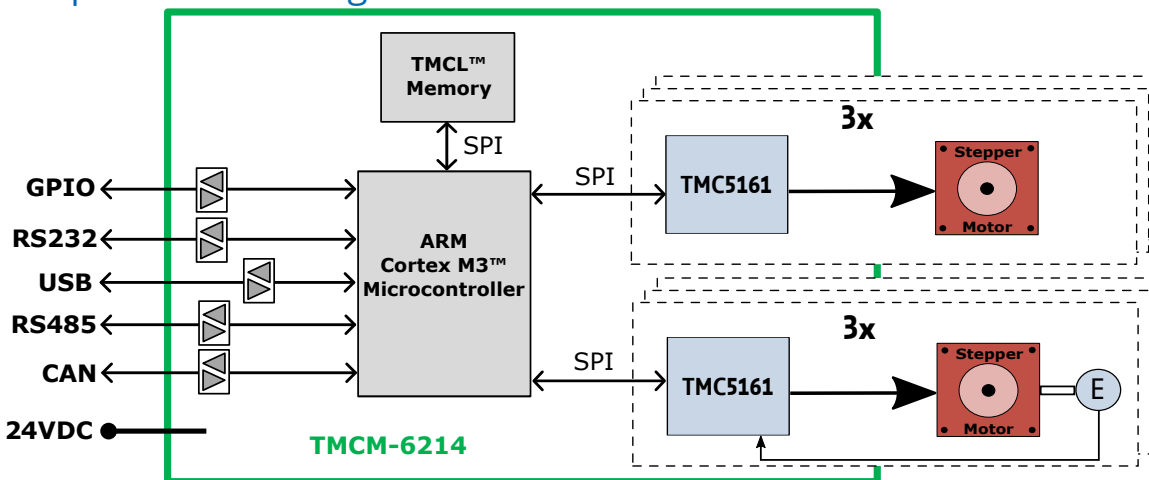 TMCL™
Memory
SPI
GPIO
RS232
USB
RS485
CAN
24VDC
ARM
Cortex M3™
Microcontroller
TMCM-6214
SPI
3x
TMC5161
Stepper
Motor
SPI
3x
TMC5161
Stepper
Motor
E